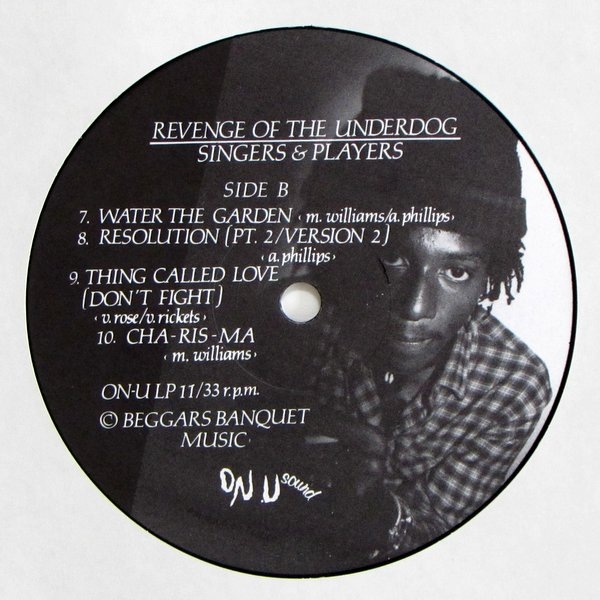 REVENGE OF THE UNDERDOG
SINGERS & PLAYERS
SIDE B
7. WATER THE GARDEN ‹ m. williams/a. phillips ›
8. RESOLUTION (PT. 2/VERSION 2)
‹ a. phillips ›
9. THING CALLED LOVE
(DON'T FIGHT)
‹ v. rose/v. rickets ›
10. CHA-RIS-MA
‹ m. williams ›
ON-U LP 11/33 r.p.m.
© BEGGARS BANQUET
MUSIC
ON.U sound